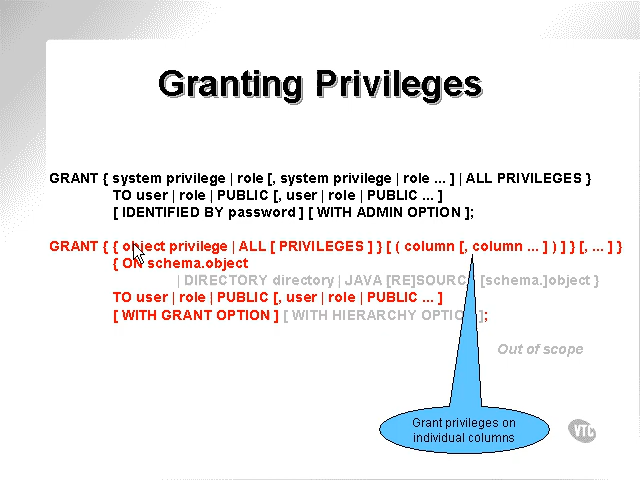 Granting Privileges
GRANT { system privilege | role [, system privilege | role ... ] | ALL PRIVILEGES }
TO user | role | PUBLIC [, user | role | PUBLIC ... ]
[ IDENTIFIED BY password ] [ WITH ADMIN OPTION ];
GRANT { { object privilege | ALL [ PRIVILEGES ] } [ ( column [, column ... ] ) ] } [, ... ] }
{ ON schema.object
| DIRECTORY directory | JAVA [RE]SOURC [schema.]object }
TO user | role | PUBLIC [, user | role | PUBLIC ... ]
[ WITH GRANT OPTION ] [ WITH HIERARCHY OPTIO ];
Out of scope
Grant privileges on
individual columns
VTC